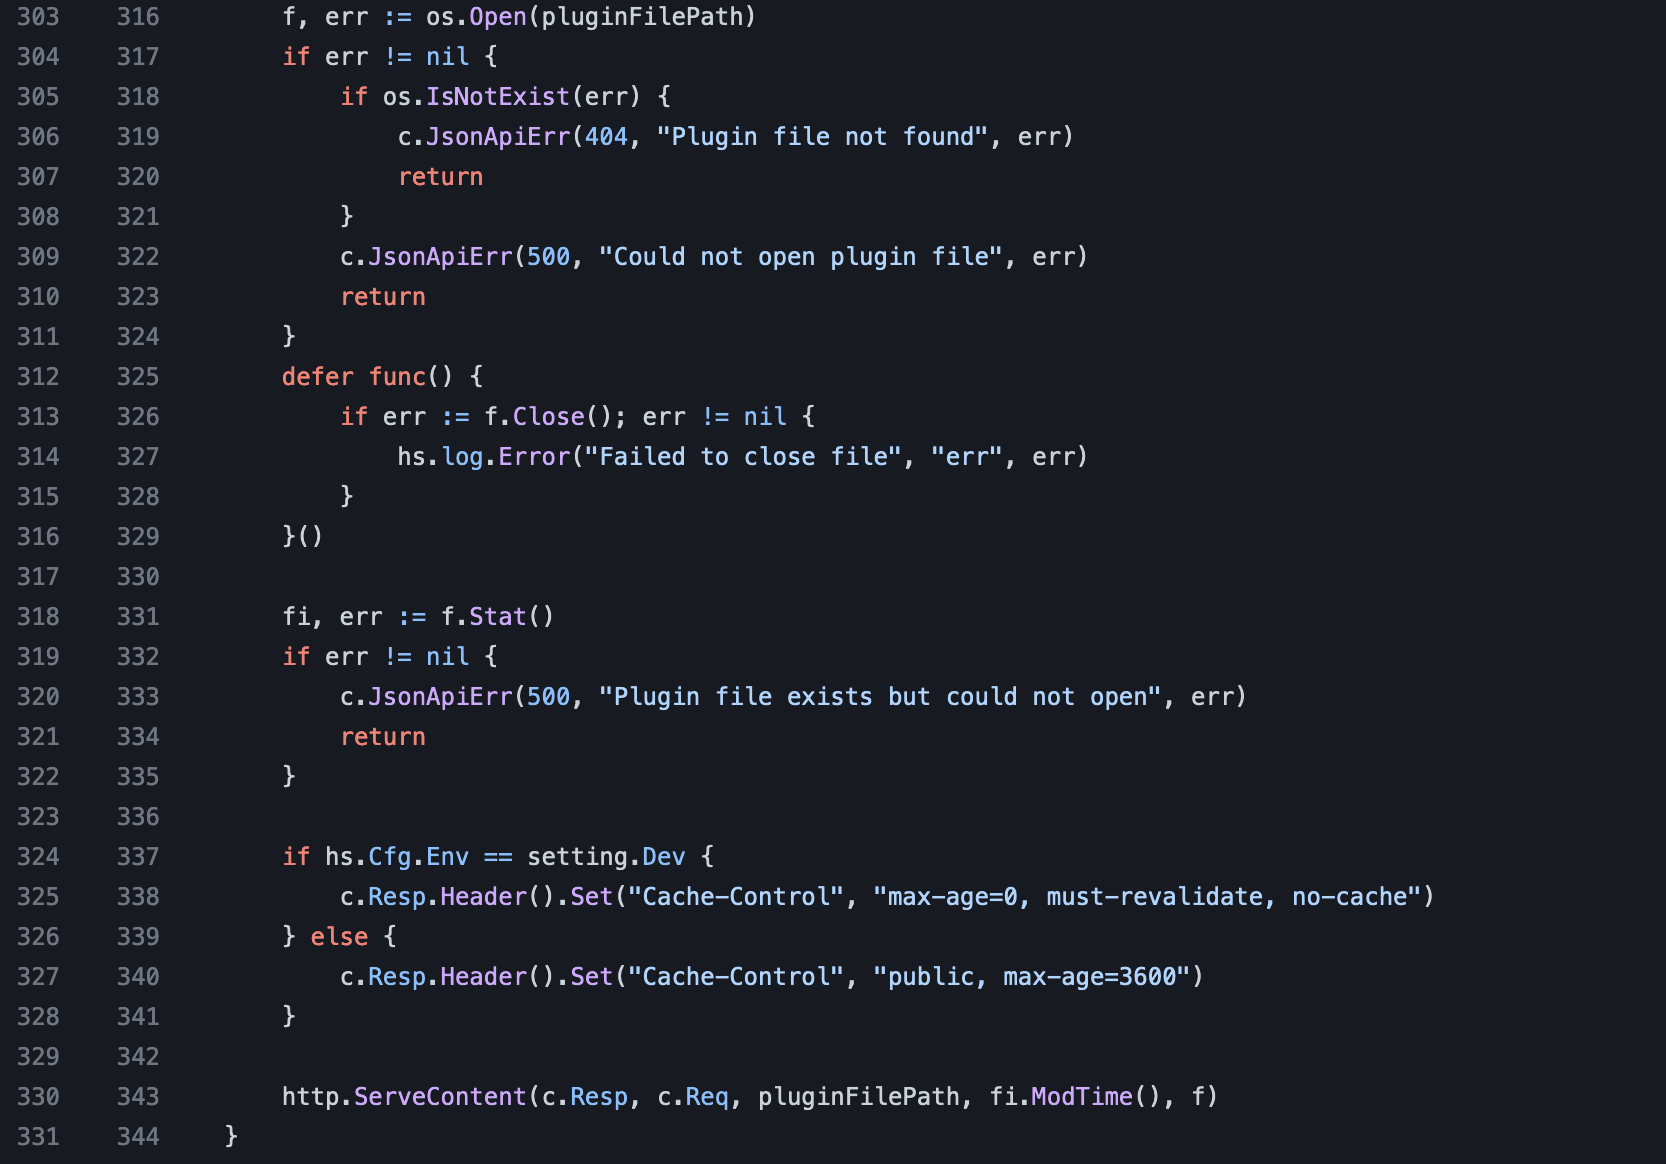 303 316 f, err := os.Open(pluginFilePath)
304 317 if err != nil {
305 318 if os.IsNotExist(err) {
306 319 c.JsonApiErr(404, "Plugin file not found", err)
307 320 return
308 321 }
309 322 c.JsonApiErr(500, "Could not open plugin file", err)
310 323 return
311 324 }
312 325 defer func() {
313 326 if err := f.Close(); err != nil {
314 327 hs.log.Error("Failed to close file", "err", err)
315 328 }
316 329 }()
317 330
318 331 fi, err := f.Stat()
319 332 if err != nil {
320 333 c.JsonApiErr(500, "Plugin file exists but could not open", err)
321 334 return
322 335 }
323 336
324 337 if hs.Cfg.Env == setting.Dev {
325 338 c.Resp.Header().Set("Cache-Control", "max-age=0, must-revalidate, no-cache")
326 339 } else {
327 340 c.Resp.Header().Set("Cache-Control", "public, max-age=3600")
328 341 }
329 342
330 343 http.ServeContent(c.Resp, c.Req, pluginFilePath, fi.ModTime(), f)
331 344 }